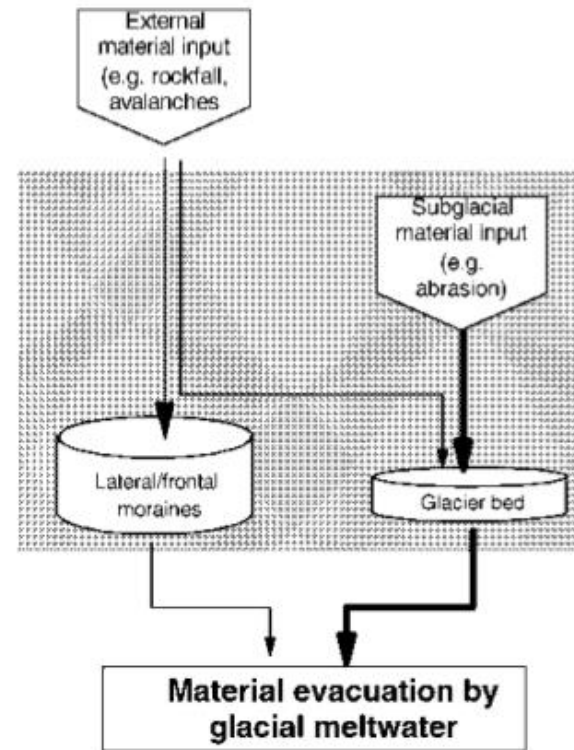 External
material input
(e.g. rockfall,
avalanches
Subglacial
material input
(e.g.
abrasion)
Lateral/frontal
moraines
Glacier bed
Material evacuation by
glacial meltwater